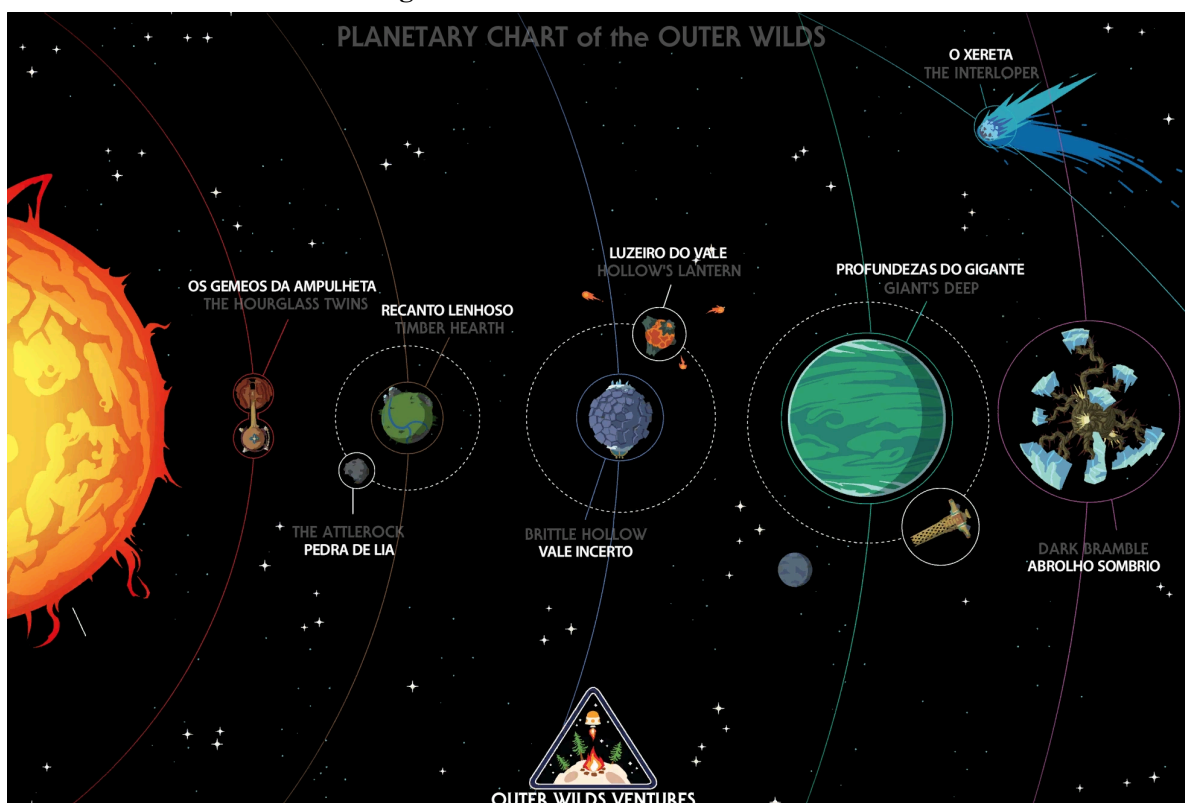 PLANETARY CHART of the OUTER WILDS
O XERETA
THE INTERLOPER
LUZEIRO DO VALE
HOLLOW'S LANTERN
PROFUNDEZAS DO GIGANTE
GIANT'S DEEP
OS GEMEOS DA AMPULHETA
THE HOURGLASS TWINS
RECANTO LENHOSO
TIMBER HEARTH
THE ATTLEROCK
PEDRA DE LIA
BRITTLE HOLLOW
VALE INCERTO
DARK BRAMBLE
ABROLHO SOMBRIO
OUTER WILDS VENTURES